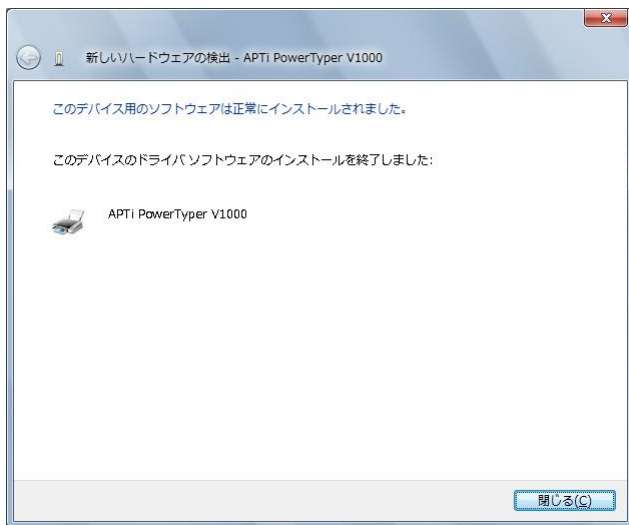 新しいハードウェアの検出 - APTi PowerTyper V1000
このデバイス用のソフトウェアは正常にインストールされました。
このデバイスのドライバ ソフトウェアのインストールを終了しました:
APTi PowerTyper V1000
閉じる(C)